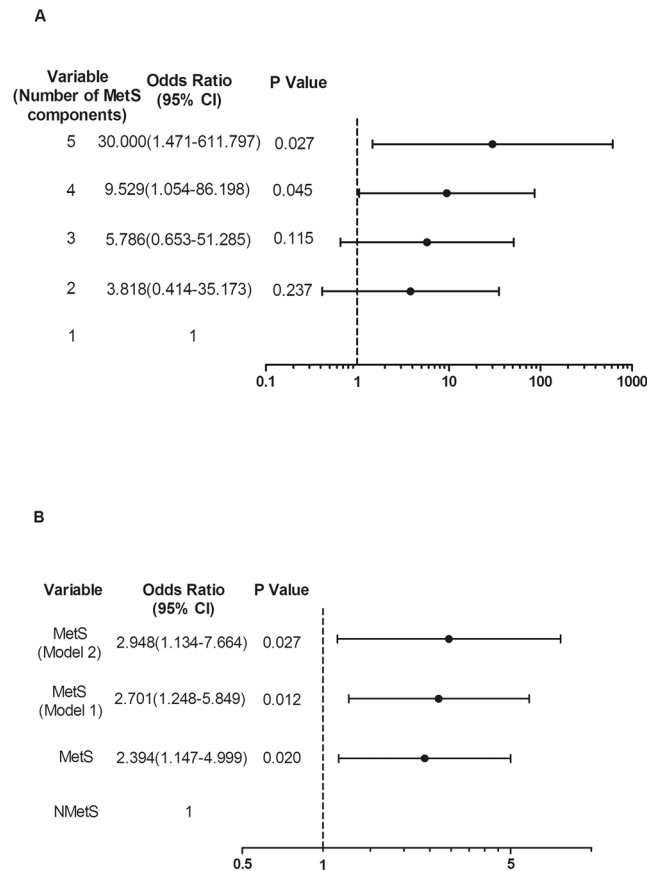 A
Variable Odds Ratio P Value
(Number of MetS (95% CI)
components)
5 30.000(1.471-611.797) 0.027
4 9.529(1.054-86.198) 0.045
3 5.786(0.653-51.285) 0.115
2 3.818(0.414-35.173) 0.237
1 1
0.1 1 10 100 1000
B
Variable Odds Ratio P Value
(95% CI)
MetS
(Model 2) 2.948(1.134-7.664) 0.027
MetS
(Model 1) 2.701(1.248-5.849) 0.012
MetS 2.394(1.147-4.999) 0.020
NMetS 1
0.5 1 5